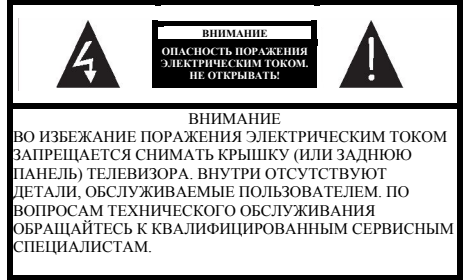 ВНИМАНИЕ
ОПАСНОСТЬ ПОРАЖЕНИЯ
ЭЛЕКТРИЧЕСКИМ ТОКОМ.
НЕ ОТКРЫВАТЬ!
ВНИМАНИЕ
ВО ИЗБЕЖАНИЕ ПОРАЖЕНИЯ ЭЛЕКТРИЧЕСКИМ ТОКОМ
ЗАПРЕЩАЕТСЯ СНИМАТЬ КРЫШКУ (ИЛИ ЗАДНЮЮ
ПАНЕЛЬ) ТЕЛЕВИЗОРА. ВНУТРИ ОТСУТСТВУЮТ
ДЕТАЛИ, ОБСЛУЖИВАЕМЫЕ ПОЛЬЗОВАТЕЛЕМ. ПО
ВОПРОСАМ ТЕХНИЧЕСКОГО ОБСЛУЖИВАНИЯ
ОБРАЩАЙТЕСЬ К КВАЛИФИЦИРОВАННЫМ СЕРВИСНЫМ
СПЕЦИАЛИСТАМ.